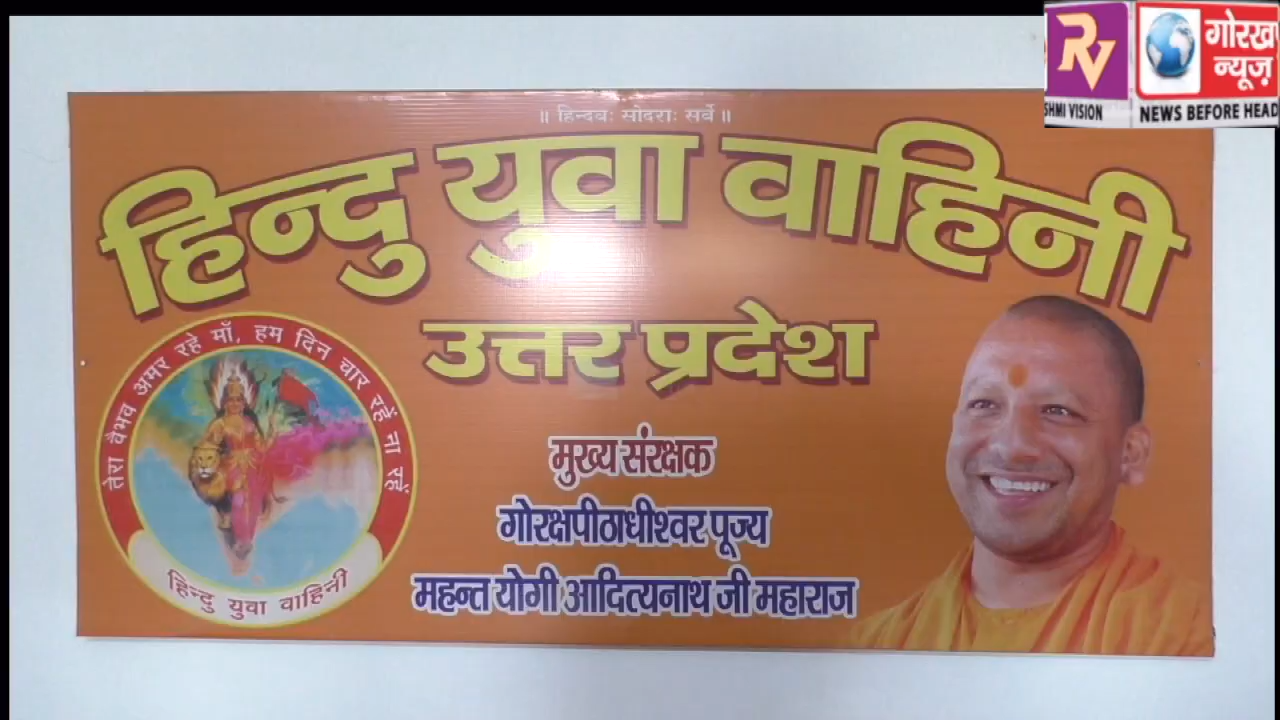 ॥ हिन्दवः सोदराः सर्वे ॥
हिन्दु युवा वाहिनी
उत्तर प्रदेश
मुख्य संरक्षक
गोरक्षपीठाधीश्वर पूज्य
महन्त योगी आदित्यनाथ जी महाराज
तेरा वैभव अमर रहे माँ, हम दिन चार रहें ना रहें
हिन्दु युवा वाहिनी
RV
SHMI VISION
गोरख
न्यूज़
NEWS BEFORE HEAD